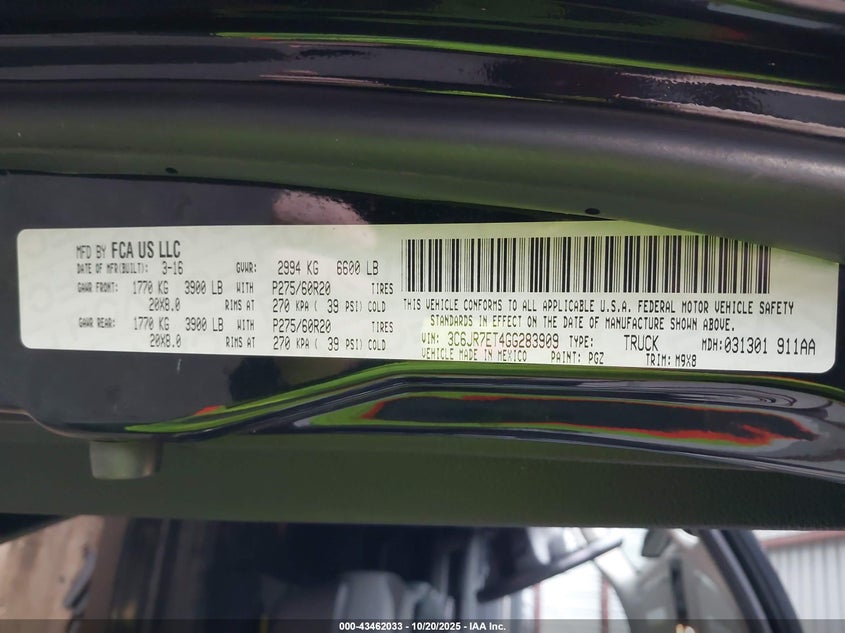 MFD BY FCA US LLC
DATE OF MFR(BUILT): 3-16 GVWR: 2994 KG 6600 LB
GAWR FRONT: 1770 KG 3900 LB WITH P275/60R20 TIRES
20X8.0 RIMS AT 270 KPA ( 39 PSI) COLD
GAWR REAR: 1770 KG 3900 LB WITH P275/60R20 TIRES
20X8.0 RIMS AT 270 KPA ( 39 PSI) COLD
THIS VEHICLE CONFORMS TO ALL APPLICABLE U.S.A. FEDERAL MOTOR VEHICLE SAFETY
STANDARDS IN EFFECT ON THE DATE OF MANUFACTURE SHOWN ABOVE.
VIN: 3C6JR7ET4GG283909 TYPE: TRUCK MDH: 031301 911AA
VEHICLE MADE IN MEXICO PAINT: PGZ TRIM: M9X8
000-43462033 - 10/20/2025 - IAA Inc.